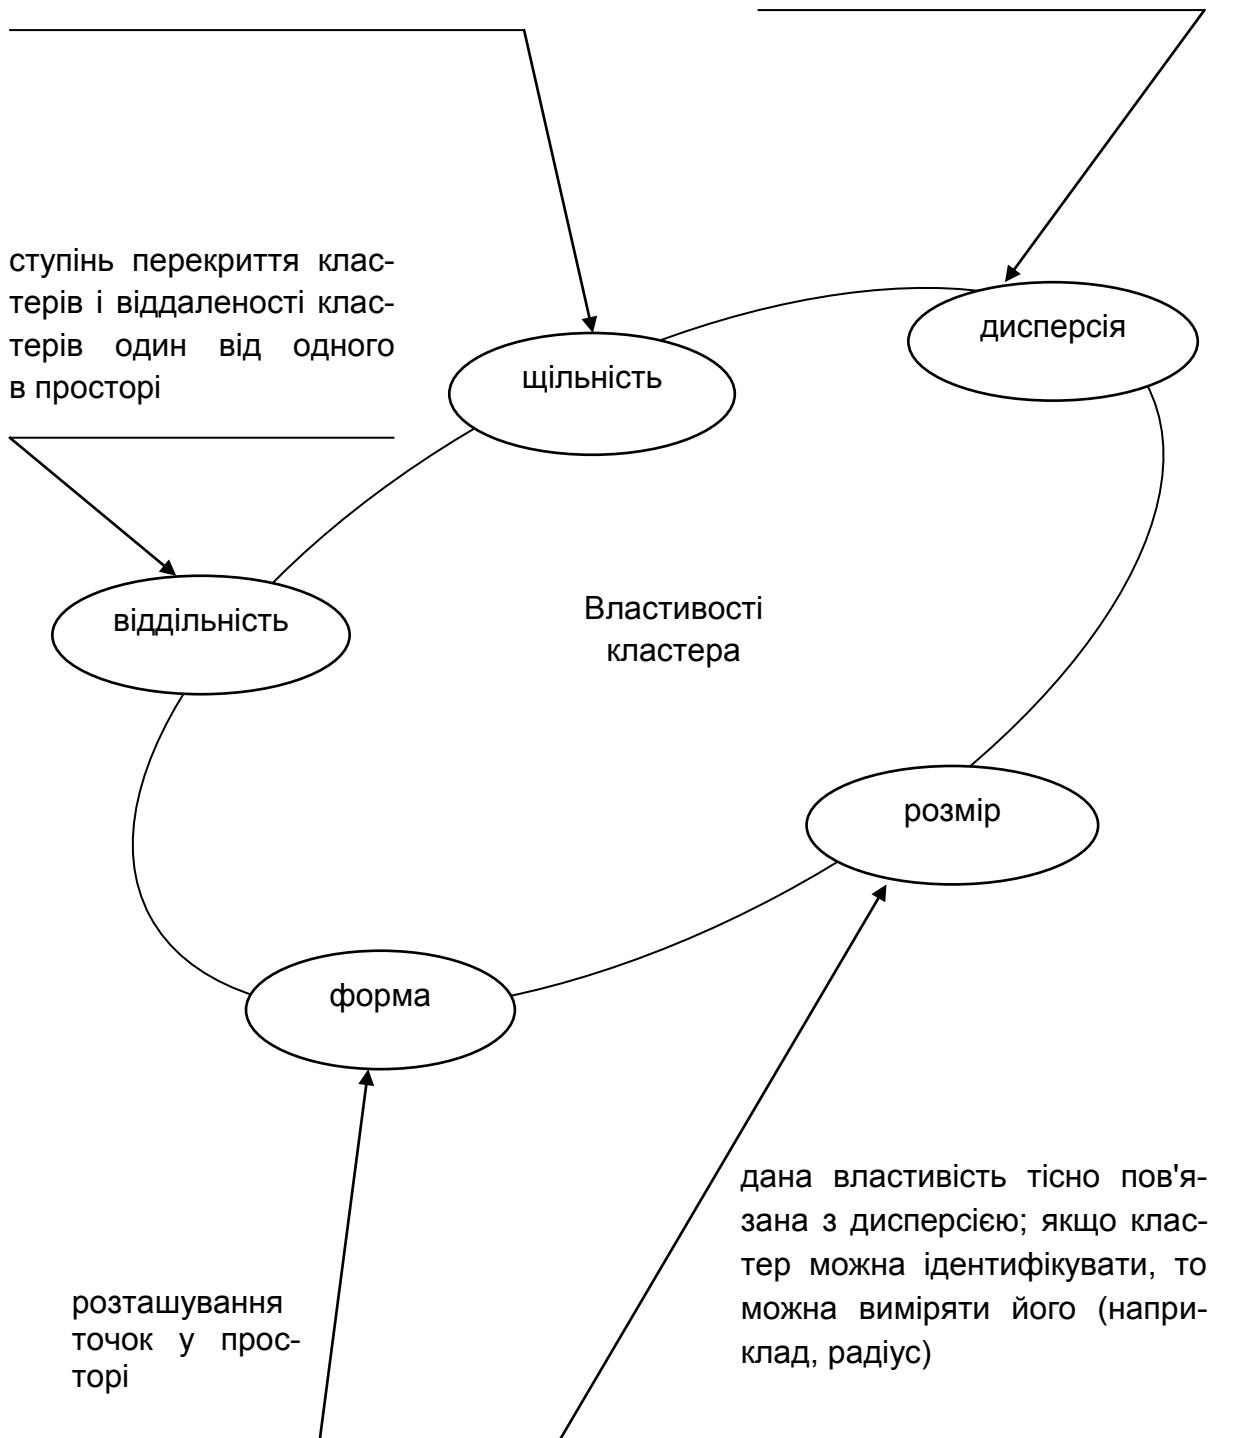 ступінь перекриття клас-
терів і віддаленості клас-
терів один від одного
в просторі
дисперсія
щільність
віддільність
Властивості
кластера
розмір
форма
дана властивість тісно пов'я-
зана з дисперсією; якщо клас-
тер можна ідентифікувати, то
можна виміряти його (напри-
клад, радіус)
розташування
точок у прос-
торі